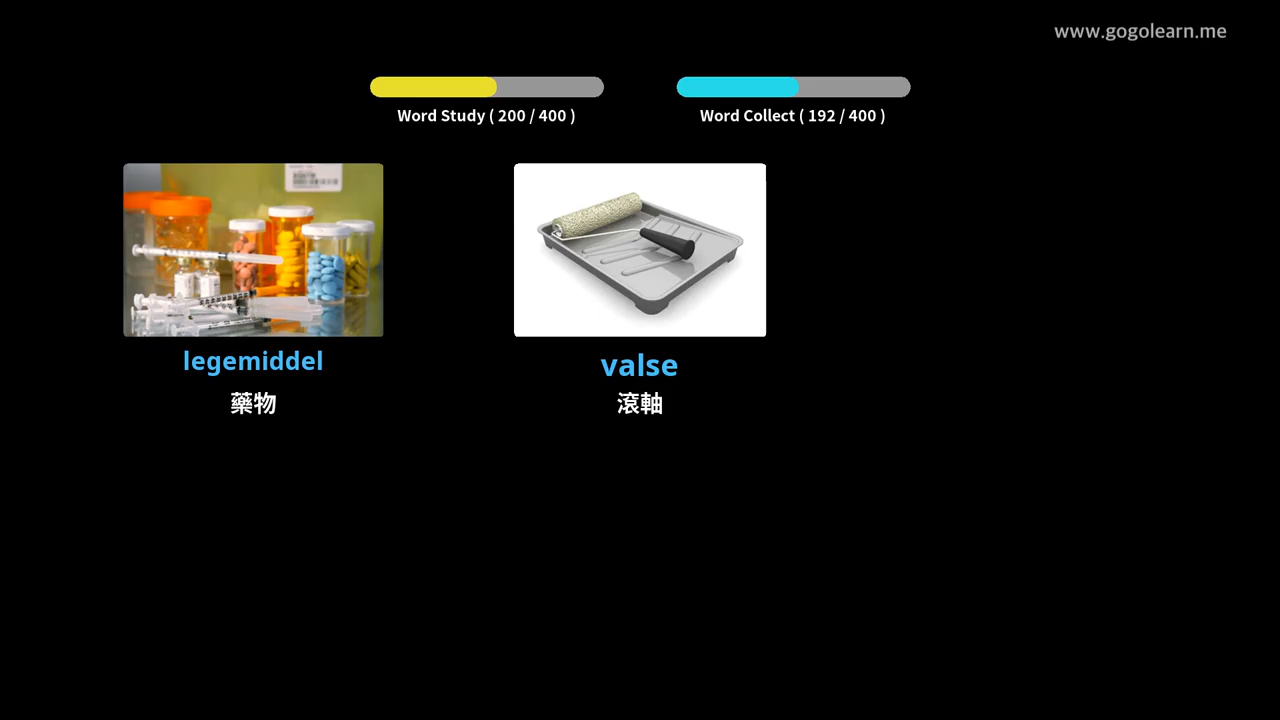 www.gogolearn.me
Word Study ( 200 / 400 )
Word Collect ( 192 / 400 )
legemiddel
藥物
valse
滾軸